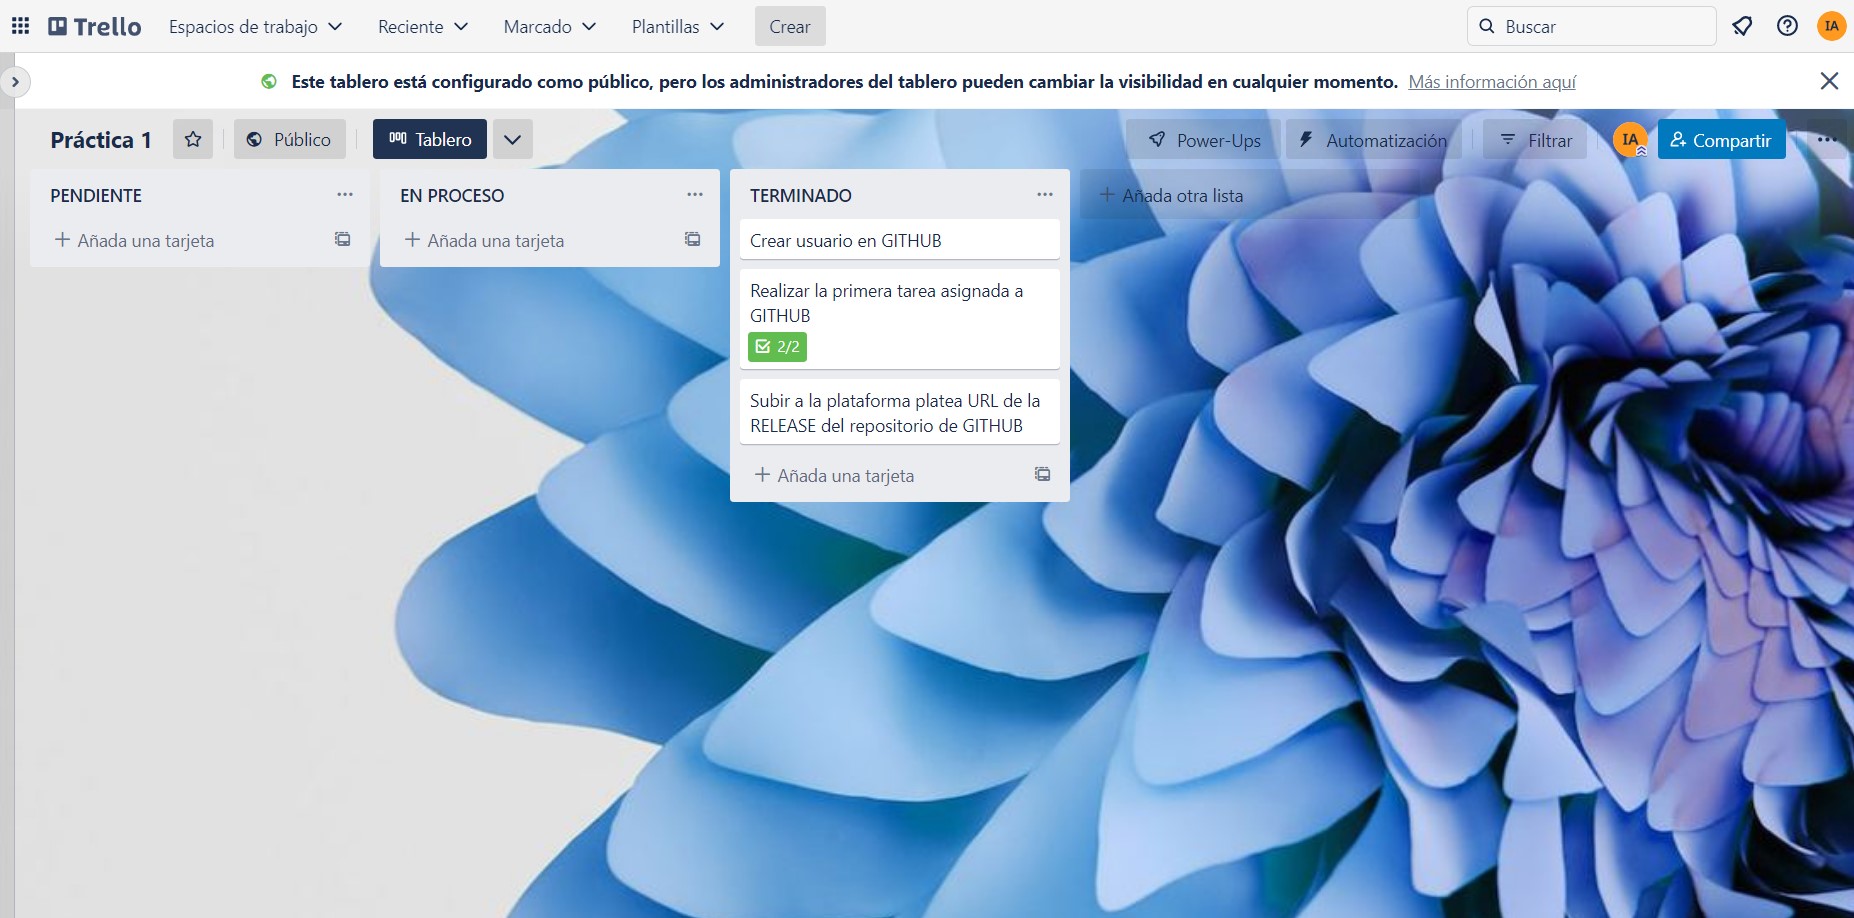 Trello
Espacios de trabajo
Reciente
Marcado
Plantillas
Crear
Buscar
IA
Este tablero está configurado como público, pero los administradores del tablero pueden cambiar la visibilidad en cualquier momento. Más información aquí
Práctica 1
Público
Tablero
Power-Ups
Automatización
Filtrar
IA
Compartir
PENDIENTE
+ Añada una tarjeta
EN PROCESO
+ Añada una tarjeta
TERMINADO
Crear usuario en GITHUB
Realizar la primera tarea asignada a
GITHUB
2/2
Subir a la plataforma platea URL de la
RELEASE del repositorio de GITHUB
+ Añada una tarjeta
+ Añada otra lista